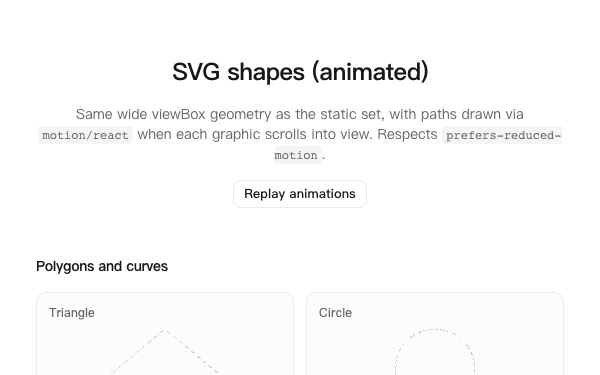 SVG shapes (animated)
Same wide viewBox geometry as the static set, with paths drawn via
motion/react when each graphic scrolls into view. Respects prefers-reduced-
motion.
Replay animations
Polygons and curves
Triangle
Circle